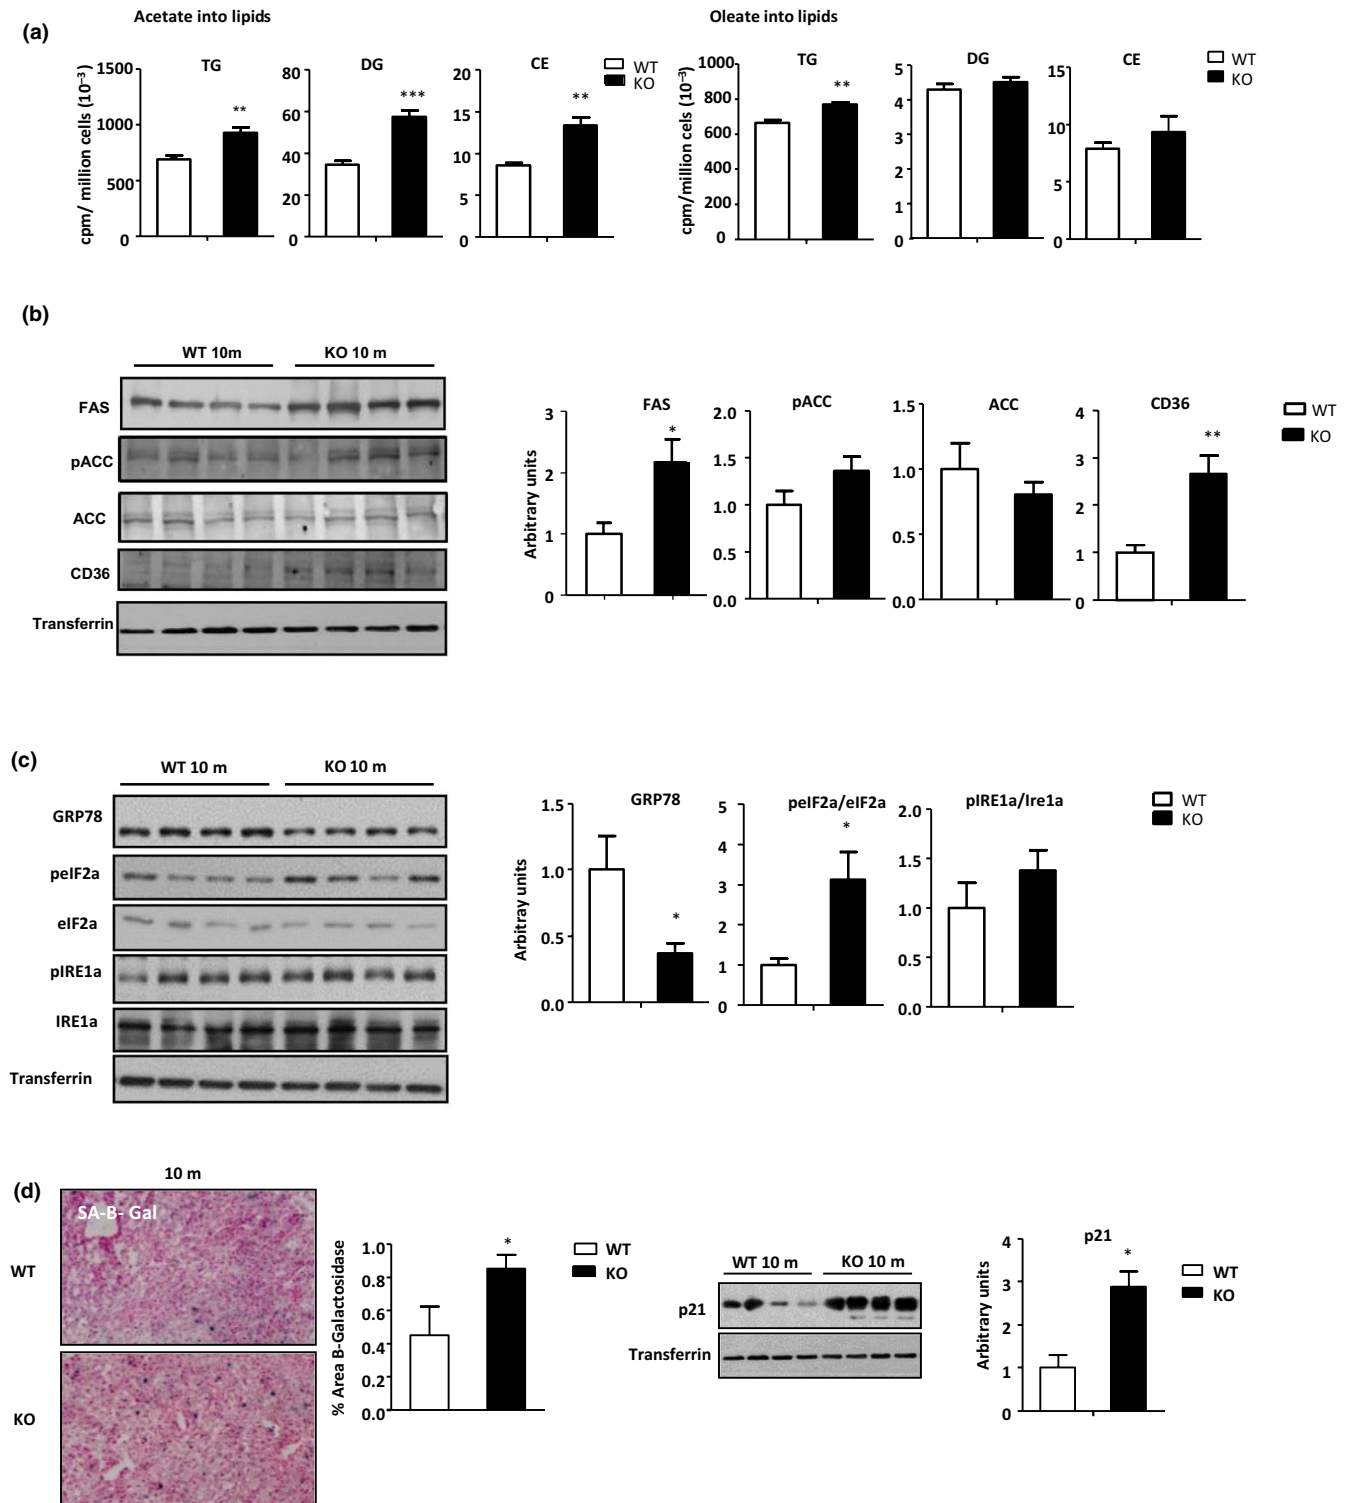 (a)
Acetate into lipids
Oleate into lipids
TG
DG
CE
WT
KO
cpm/ million cells (10⁻³)
1500
1000
500
0
**
80
60
40
20
0
***
20
15
10
5
0
**
TG
DG
CE
WT
KO
cpm/million cels (10⁻³)
1000
800
600
400
200
0
**
5
4
3
2
1
0
15
10
5
0
(b)
WT 10m
KO 10 m
FAS
pACC
ACC
CD36
Transferrin
FAS
pACC
ACC
CD36
WT
KO
Arbitrary units
3
2
1
0
*
2.0
1.5
1.0
0.5
0.0
1.5
1.0
0.5
0.0
4
3
2
1
0
**
(c)
WT 10 m
KO 10 m
GRP78
peIF2a
eIF2a
pIRE1a
IRE1a
Transferrin
GRP78
peIF2a/eIF2a
pIRE1a/Ire1a
WT
KO
Arbitray units
1.5
1.0
0.5
0.0
*
5
4
3
2
1
0
*
2.0
1.5
1.0
0.5
0.0
(d)
10 m
SA-B- Gal
WT
KO
% Area B-Galactosidase
1.0
0.8
0.6
0.4
0.2
0.0
*
WT
KO
WT 10 m
KO 10 m
p21
Transferrin
p21
Arbitrary units
4
3
2
1
0
*
WT
KO